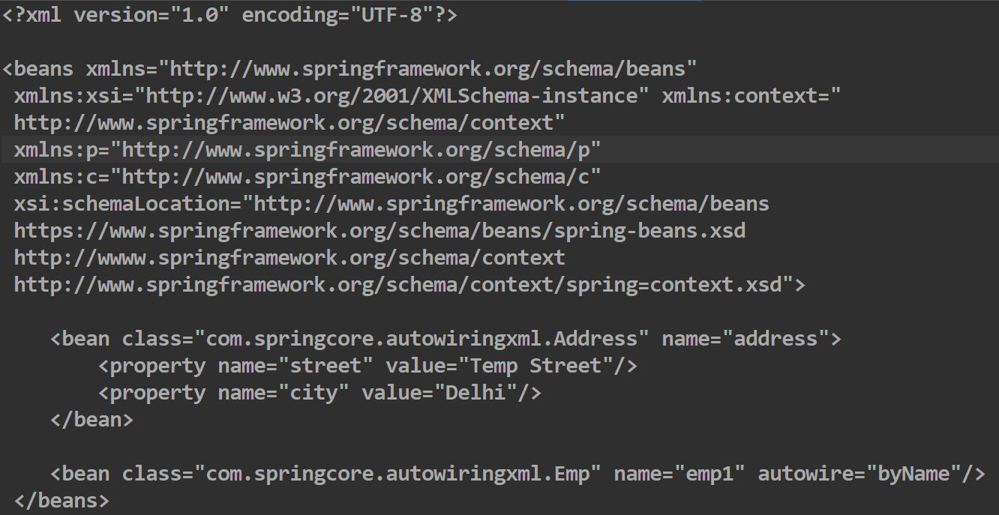 <?xml version="1.0" encoding="UTF-8"?>
<beans xmlns="http://www.springframework.org/schema/beans"
xmlns:xsi="http://www.w3.org/2001/XMLSchema-instance" xmlns:context="
http://www.springframework.org/schema/context"
xmlns:p="http://www.springframework.org/schema/p"
xmlns:c="http://www.springframework.org/schema/c"
xsi:schemaLocation="http://www.springframework.org/schema/beans
https://www.springframework.org/schema/beans/spring-beans.xsd
http://wwww.springframework.org/schema/context
http://www.springframework.org/schema/context/spring=context.xsd">
<bean class="com.springcore.autowiringxml.Address" name="address">
<property name="street" value="Temp Street"/>
<property name="city" value="Delhi"/>
</bean>
<bean class="com.springcore.autowiringxml.Emp" name="emp1" autowire="byName"/>
</beans>